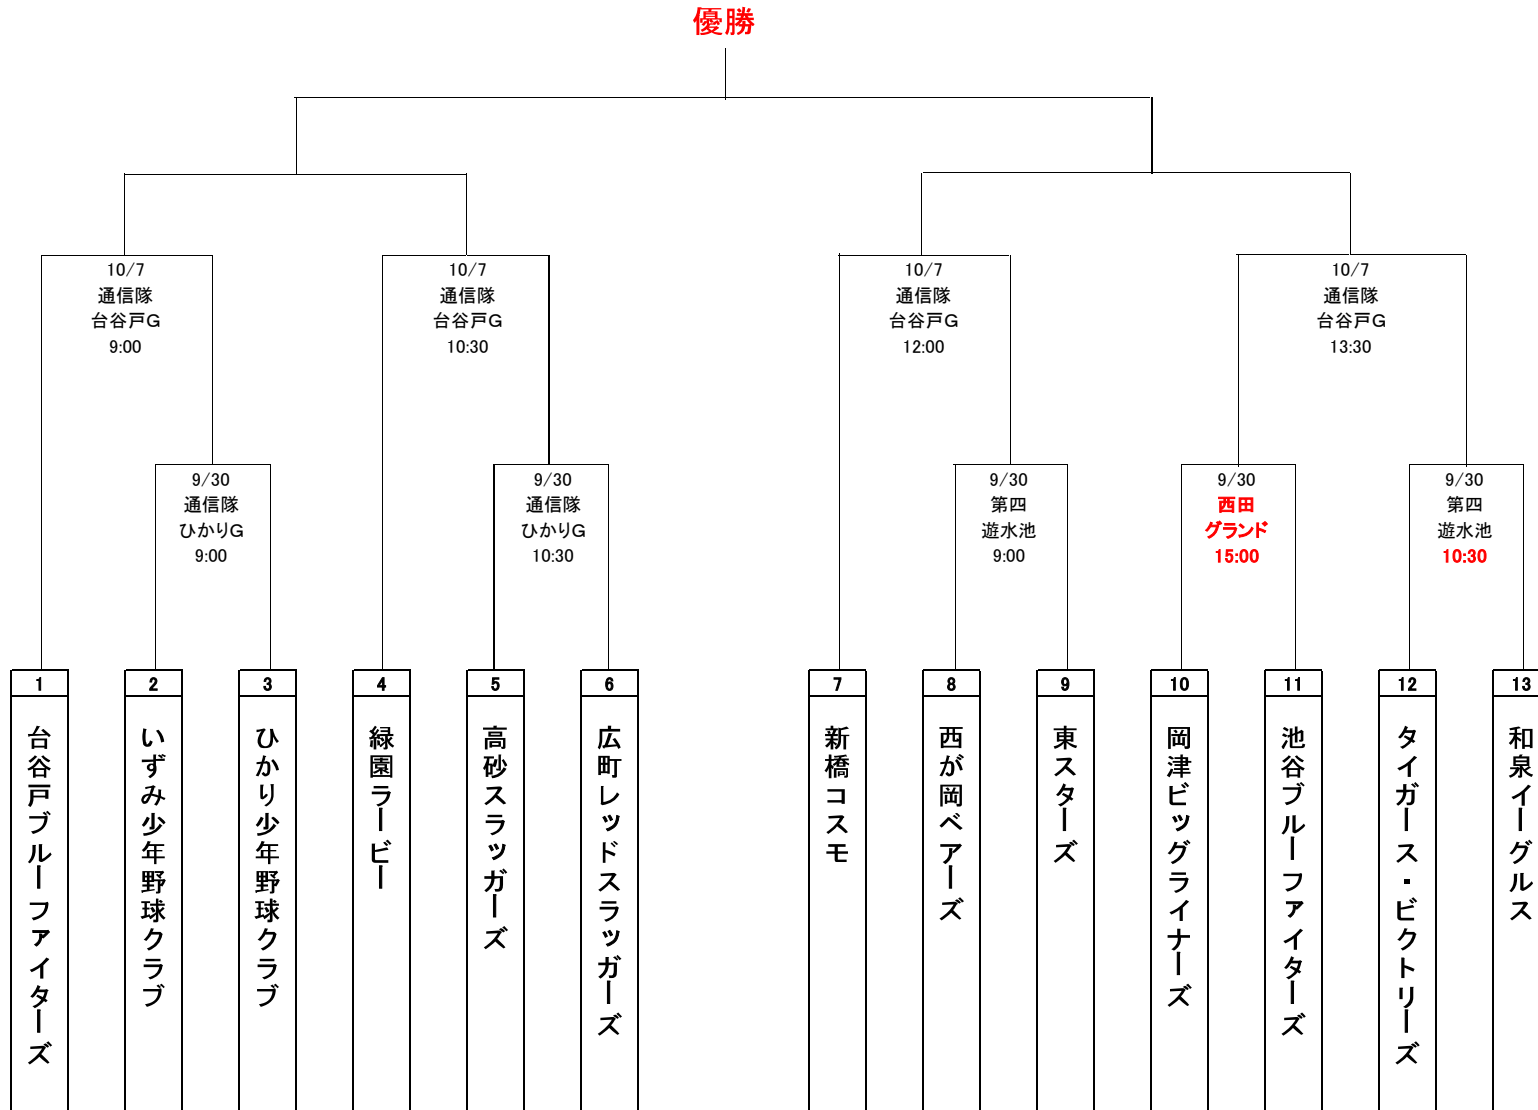 優勝
10/7
通信隊
台谷戸G
9:00
10/7
通信隊
台谷戸G
10:30
10/7
通信隊
台谷戸G
12:00
10/7
通信隊
台谷戸G
13:30
9/30
通信隊
ひかりG
9:00
9/30
通信隊
ひかりG
10:30
9/30
第四
遊水池
9:00
9/30
西田
グランド
15:00
9/30
第四
遊水池
10:30
1
台谷戸ブルーファイターズ
2
いずみ少年野球クラブ
3
ひかり少年野球クラブ
4
緑園ラービー
5
高砂スラッガーズ
6
広町レッドスラッガーズ
7
新橋コスモ
8
西が岡ベアーズ
9
東スターズ
10
岡津ビッグライナーズ
11
池谷ブルーファイターズ
12
タイガース・ビクトリーズ
13
和泉イーグルス